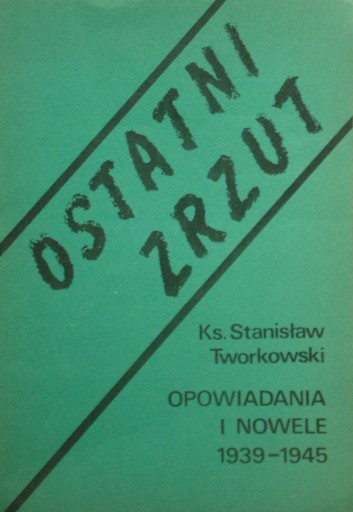 OSTATNI
ZRZUT
Ks. Stanisław
Tworkowski
OPOWIADANIA
I NOWELE
1939-1945